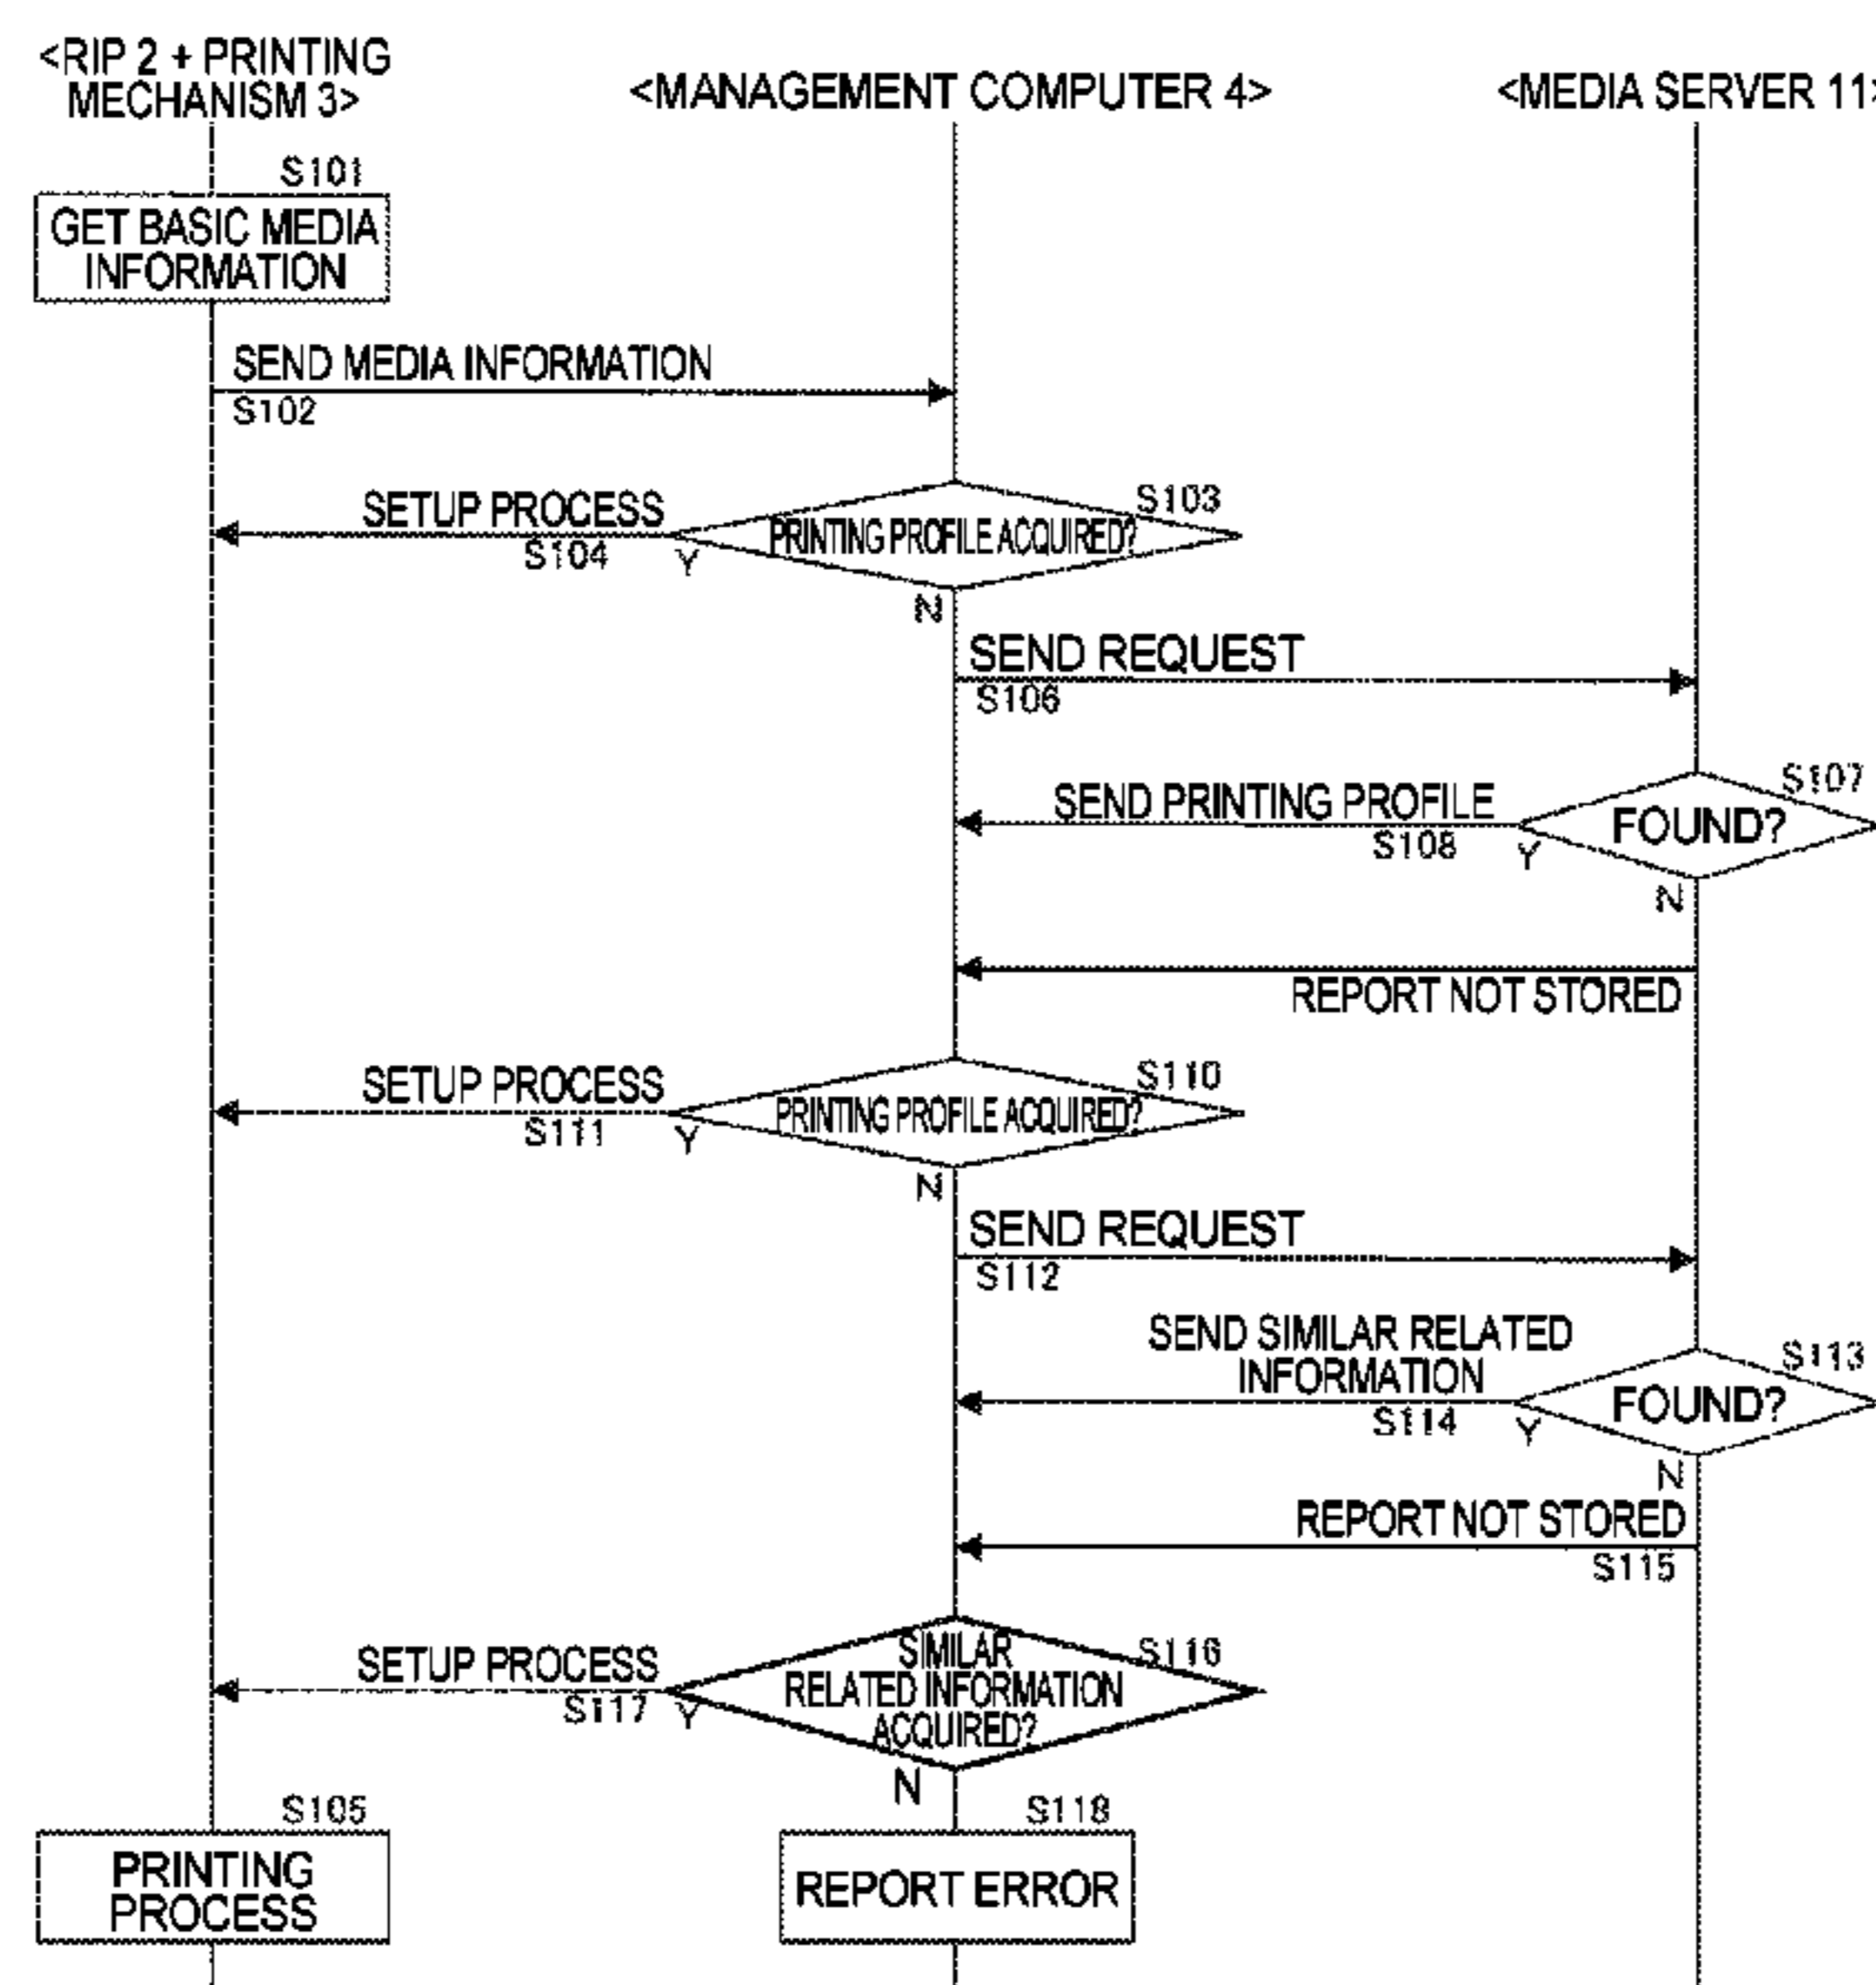 <RIP 2 + PRINTING
MECHANISM 3>
<MANAGEMENT COMPUTER 4>
<MEDIA SERVER 11>
S101
GET BASIC MEDIA
INFORMATION
SEND MEDIA INFORMATION
S102
SETUP PROCESS
S104
Y
PRINTING PROFILE ACQUIRED?
S103
N
SEND REQUEST
S106
SEND PRINTING PROFILE
S108
Y
FOUND?
S107
N
REPORT NOT STORED
SETUP PROCESS
S111
Y
PRINTING PROFILE ACQUIRED?
S110
N
SEND REQUEST
S112
SEND SIMILAR RELATED
INFORMATION
S114
Y
FOUND?
S113
N
REPORT NOT STORED
S115
SETUP PROCESS
S117
Y
SIMILAR
RELATED INFORMATION
ACQUIRED?
S116
N
S105
PRINTING
PROCESS
S118
REPORT ERROR